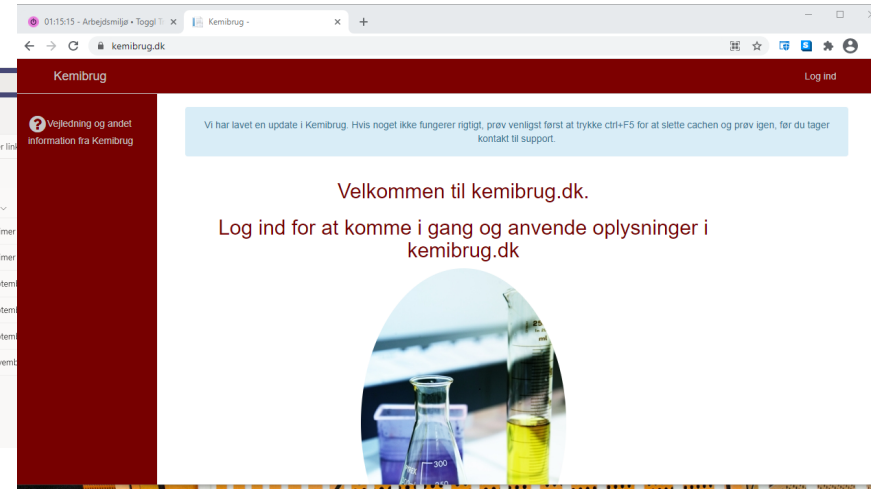 01:15:15 - Arbejdsmiljø • Toggl T
Kemibrug -
kemibrug.dk
Kemibrug
Log ind
Vejledning og andet
information fra Kemibrug
Vi har lavet en update i Kemibrug. Hvis noget ikke fungerer rigtigt, prøv venligst først at trykke ctrl+F5 for at slette cachen og prøv igen, før du tager
kontakt til support.
Velkommen til kemibrug.dk.
Log ind for at komme i gang og anvende oplysninger i
kemibrug.dk
ml
300